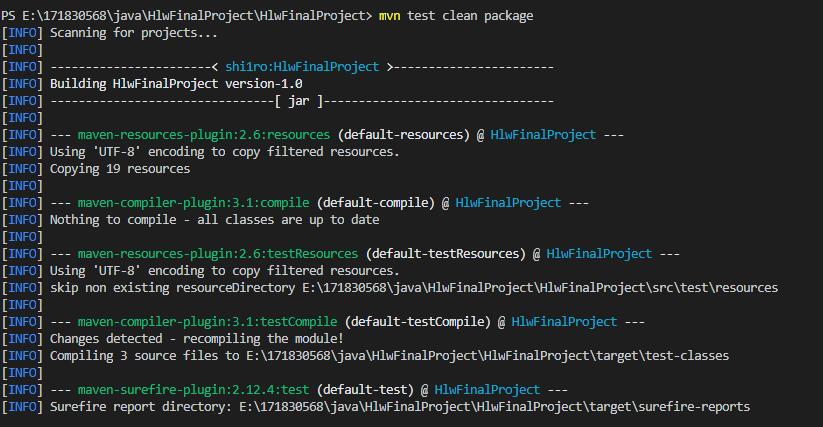 PS E:\171830568\java\HlwFinalProject\HlwFinalProject> mvn test clean package
[INFO] Scanning for projects...
[INFO]
[INFO] -----------------------< shi1ro:HlwFinalProject >-----------------------
[INFO] Building HlwFinalProject version-1.0
[INFO] --------------------------------[ jar ]---------------------------------
[INFO]
[INFO] --- maven-resources-plugin:2.6:resources (default-resources) @ HlwFinalProject ---
[INFO] Using 'UTF-8' encoding to copy filtered resources.
[INFO] Copying 19 resources
[INFO]
[INFO] --- maven-compiler-plugin:3.1:compile (default-compile) @ HlwFinalProject ---
[INFO] Nothing to compile - all classes are up to date
[INFO]
[INFO] --- maven-resources-plugin:2.6:testResources (default-testResources) @ HlwFinalProject ---
[INFO] Using 'UTF-8' encoding to copy filtered resources.
[INFO] skip non existing resourceDirectory E:\171830568\java\HlwFinalProject\HlwFinalProject\src\test\resources
[INFO]
[INFO] --- maven-compiler-plugin:3.1:testCompile (default-testCompile) @ HlwFinalProject ---
[INFO] Changes detected - recompiling the module!
[INFO] Compiling 3 source files to E:\171830568\java\HlwFinalProject\HlwFinalProject\target\test-classes
[INFO]
[INFO] --- maven-surefire-plugin:2.12.4:test (default-test) @ HlwFinalProject ---
[INFO] Surefire report directory: E:\171830568\java\HlwFinalProject\HlwFinalProject\target\surefire-reports